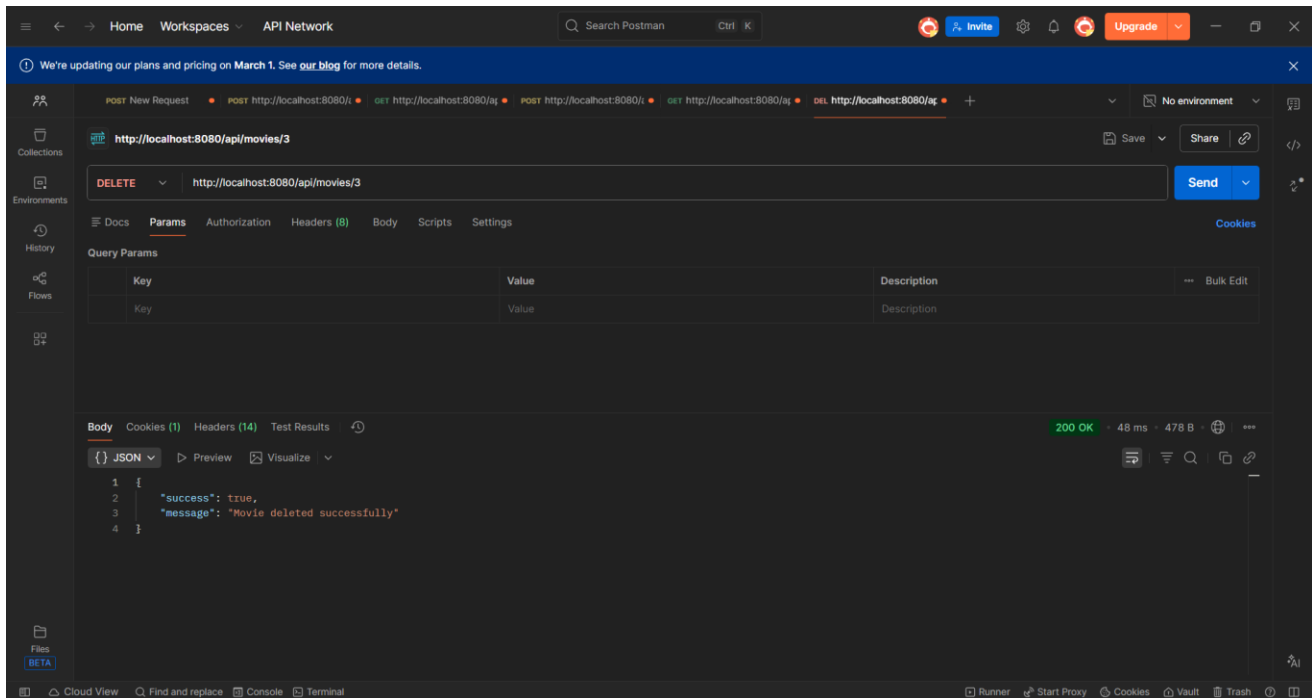 Home Workspaces API Network Search Postman Ctrl K Invite Upgrade
We're updating our plans and pricing on March 1. See our blog for more details.
POST New Request POST http://localhost:8080/ GET http://localhost:8080/ap POST http://localhost:8080/ GET http://localhost:8080/ap DEL http://localhost:8080/ap No environment
HTTP http://localhost:8080/api/movies/3 Save Share
Collections
DELETE http://localhost:8080/api/movies/3 Send
Environments
Docs Params Authorization Headers (8) Body Scripts Settings Cookies
History
Query Params
Key Value Description Bulk Edit
Flows
Key Value Description
Body Cookies (1) Headers (14) Test Results 200 OK 48 ms 478 B
{} JSON Preview Visualize
1 {
2 "success": true,
3 "message": "Movie deleted successfully"
4 }
Files
BETA
AI
Cloud View Find and replace Console Terminal Runner Start Proxy Cookies Vault Trash